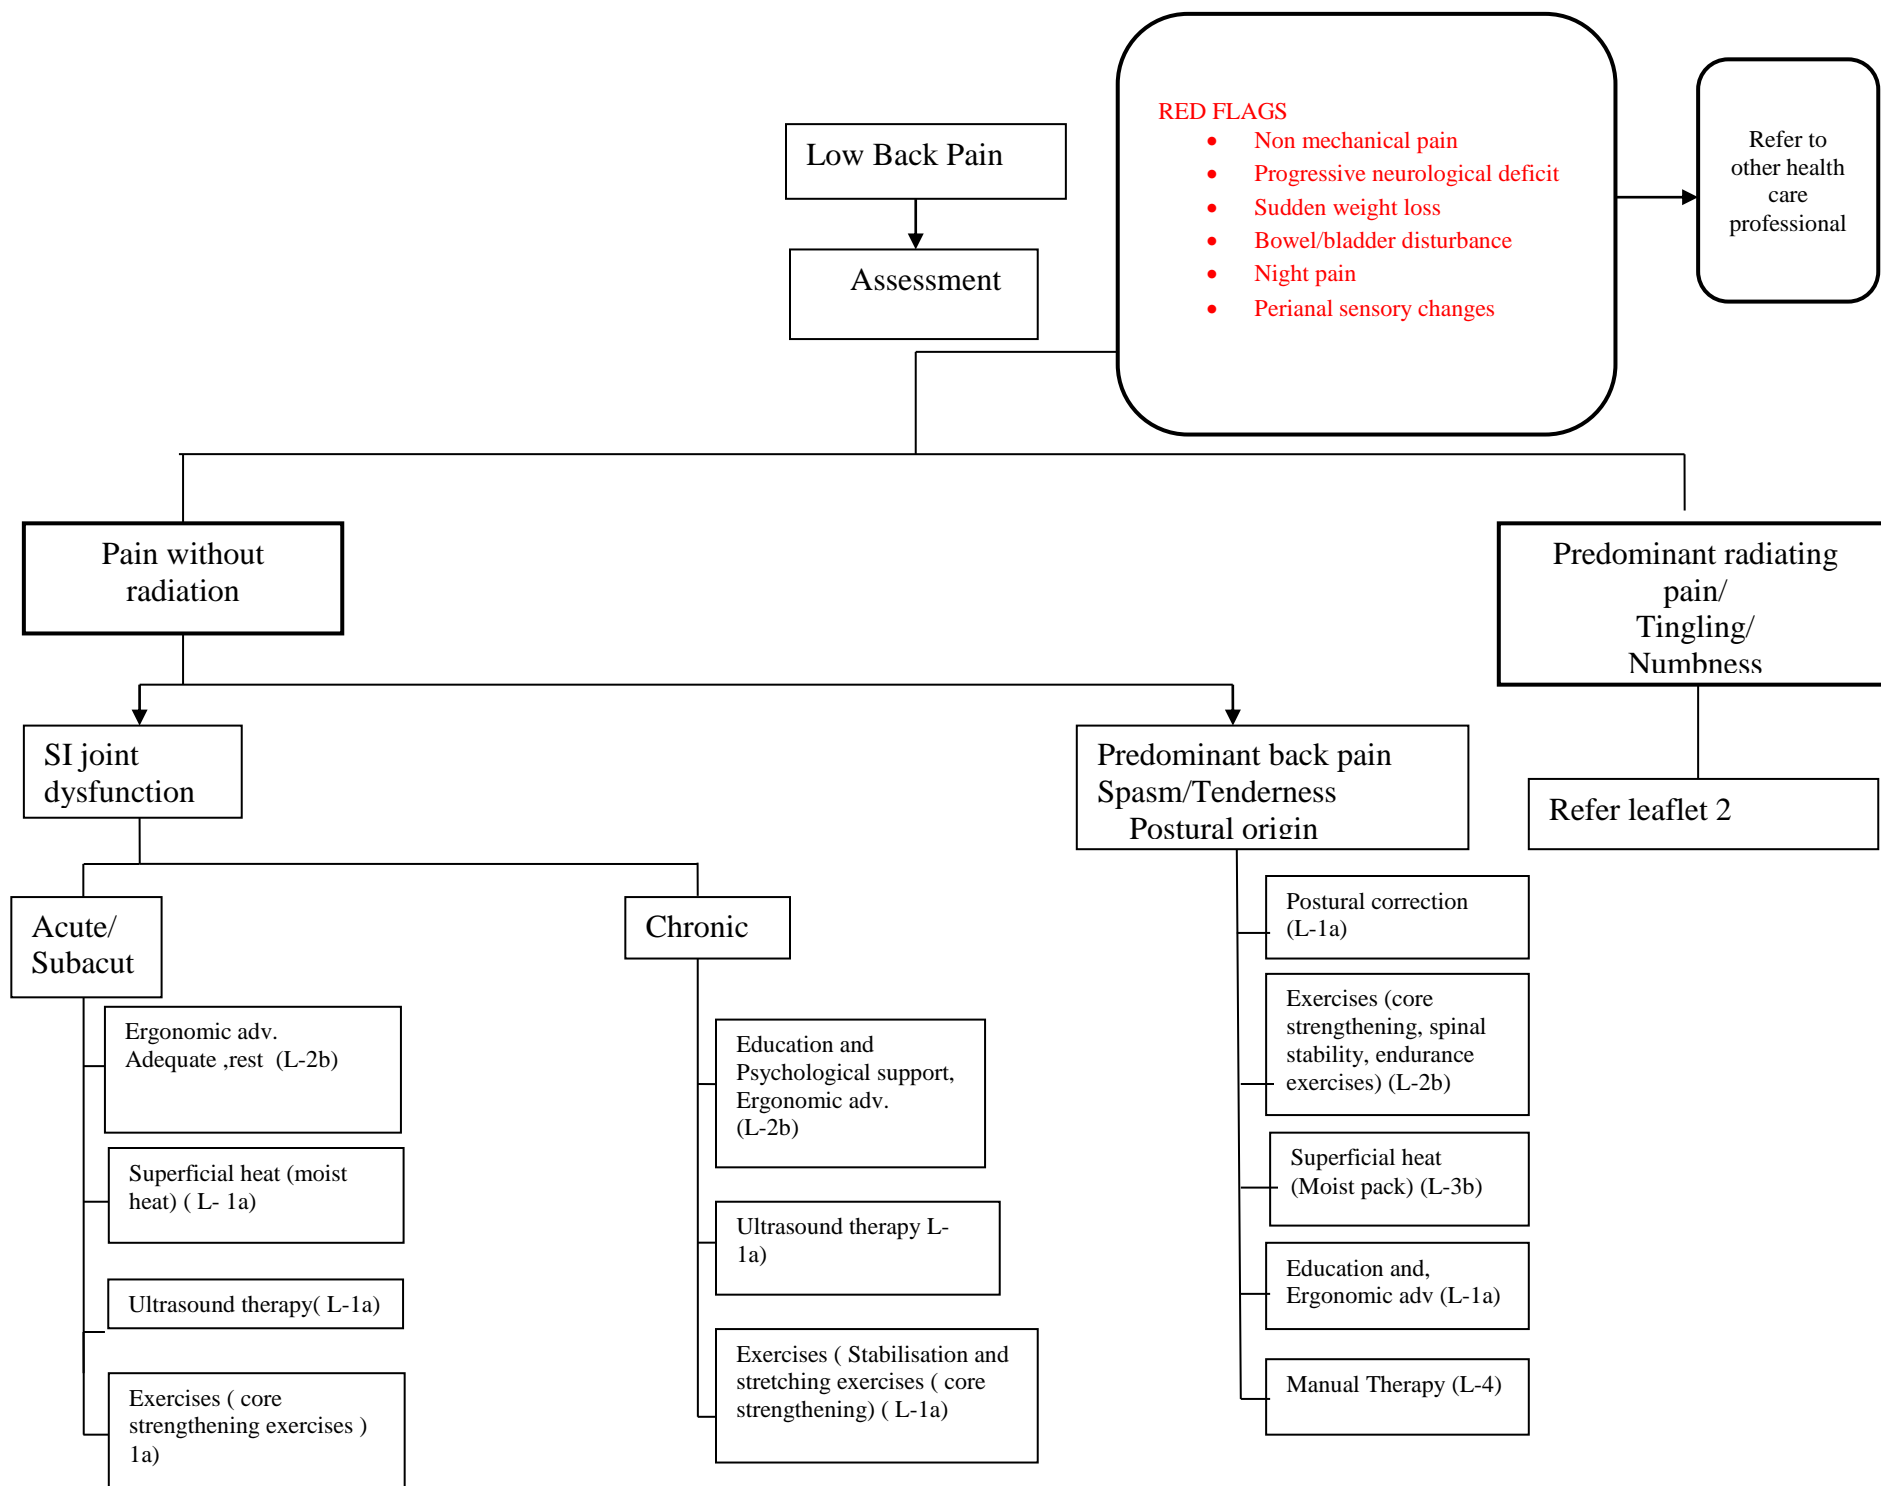 RED FLAGS
• Non mechanical pain
• Progressive neurological deficit
• Sudden weight loss
• Bowel/bladder disturbance
• Night pain
• Perianal sensory changes
Refer to
other health
care
professional
Low Back Pain
Assessment
Pain without
radiation
Predominant radiating
pain/
Tingling/
Numbness
SI joint
dysfunction
Predominant back pain
Spasm/Tenderness
Postural origin
Refer leaflet 2
Acute/
Subacut
Chronic
Ergonomic adv.
Adequate ,rest (L-2b)
Superficial heat (moist
heat) ( L- 1a)
Ultrasound therapy( L-1a)
Exercises ( core
strengthening exercises )
1a)
Education and
Psychological support,
Ergonomic adv.
(L-2b)
Ultrasound therapy L-
1a)
Exercises ( Stabilisation and
stretching exercises ( core
strengthening) ( L-1a)
Postural correction
(L-1a)
Exercises (core
strengthening, spinal
stability, endurance
exercises) (L-2b)
Superficial heat
(Moist pack) (L-3b)
Education and,
Ergonomic adv (L-1a)
Manual Therapy (L-4)